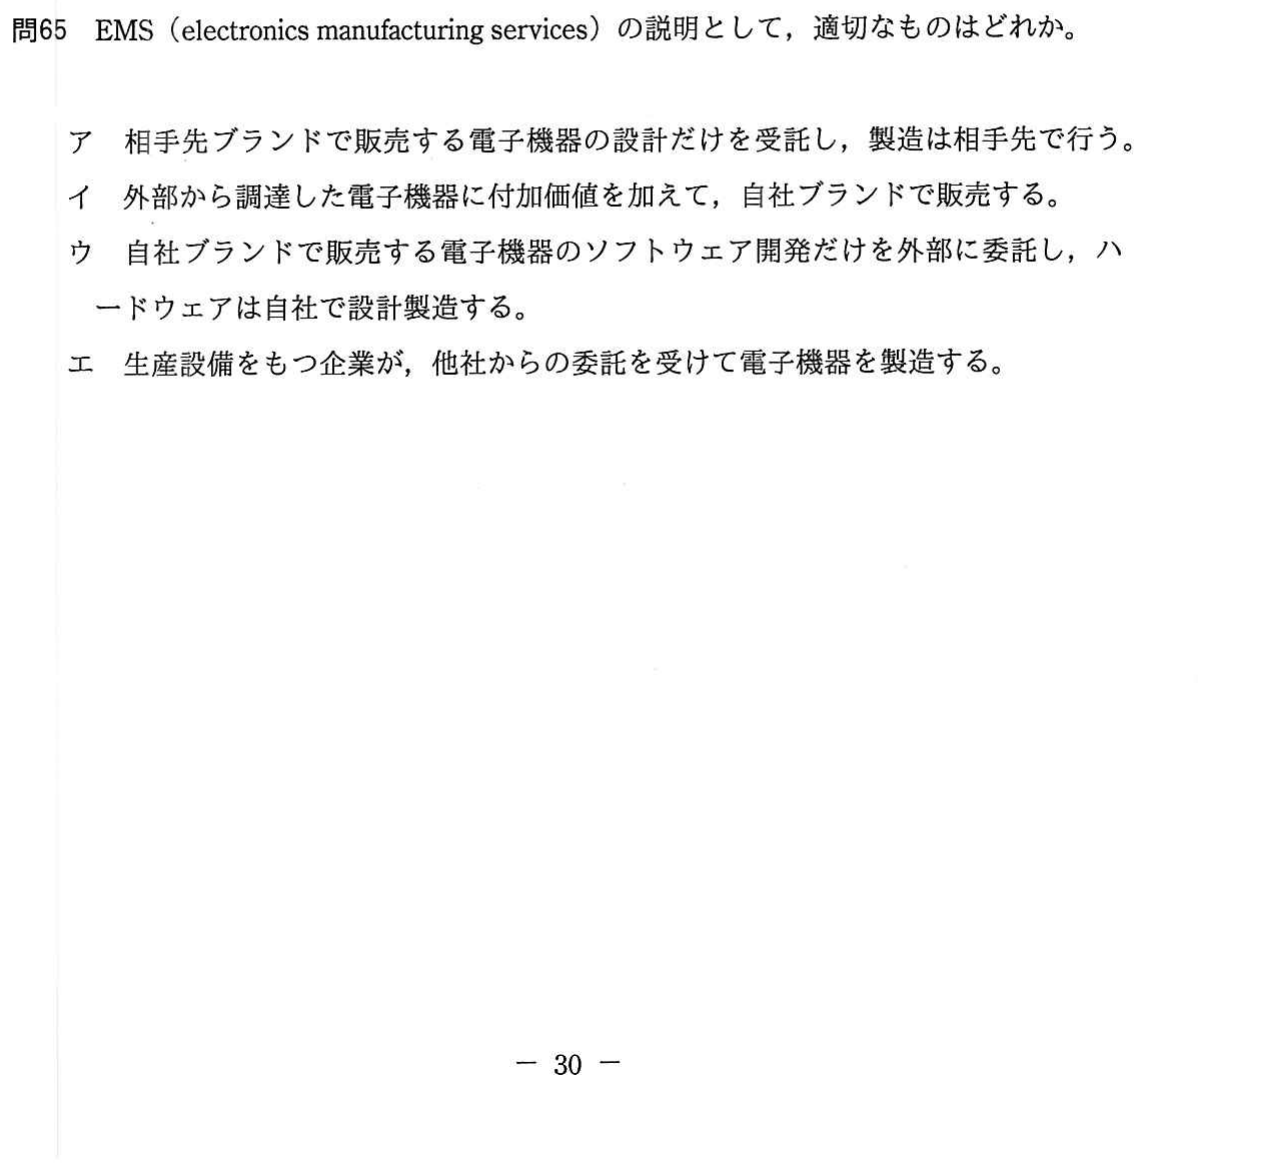 問65 EMS（electronics manufacturing services）の説明として，適切なものはどれか。
ア 相手先ブランドで販売する電子機器の設計だけを受託し，製造は相手先で行う。
イ 外部から調達した電子機器に付加価値を加えて，自社ブランドで販売する。
ウ 自社ブランドで販売する電子機器のソフトウェア開発だけを外部に委託し，ハ
ードウェアは自社で設計製造する。
エ 生産設備をもつ企業が，他社からの委託を受けて電子機器を製造する。
－ 30 －